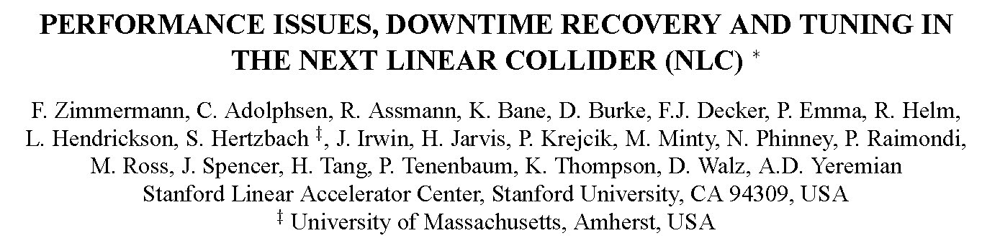 PERFORMANCE ISSUES, DOWNTIME RECOVERY AND TUNING IN
THE NEXT LINEAR COLLIDER (NLC) *
F. Zimmermann, C. Adolphsen, R. Assmann, K. Bane, D. Burke, F.J. Decker, P. Emma, R. Helm,
L. Hendrickson, S. Hertzbach ‡, J. Irwin, H. Jarvis, P. Krejcik, M. Minty, N. Phinney, P. Raimondi,
M. Ross, J. Spencer, H. Tang, P. Tenenbaum, K. Thompson, D. Walz, A.D. Yeremian
Stanford Linear Accelerator Center, Stanford University, CA 94309, USA
‡ University of Massachusetts, Amherst, USA